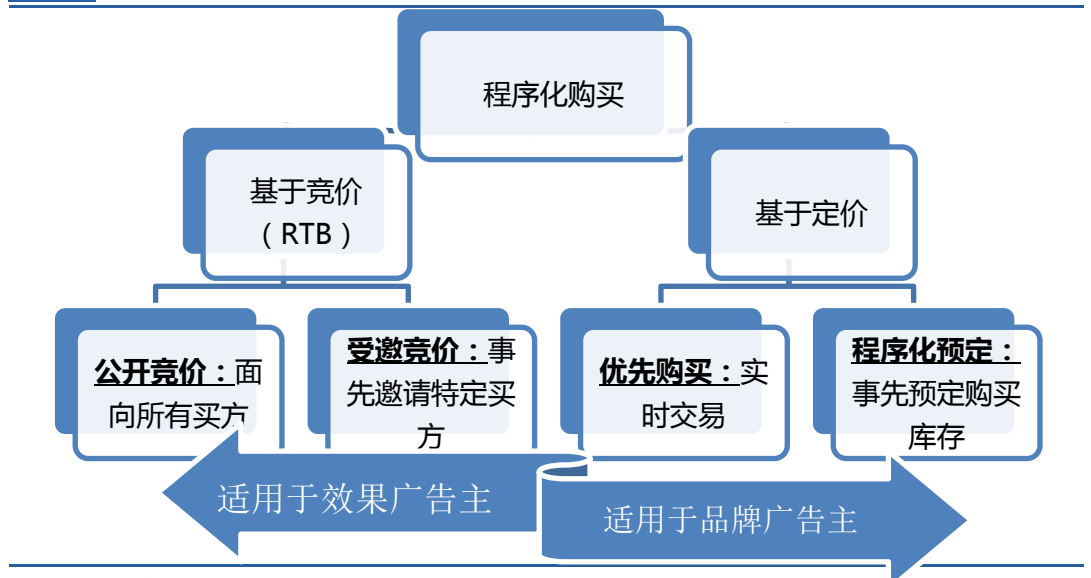 程序化购买
基于竞价
（RTB）
基于定价
公开竞价：面
向所有买方
受邀竞价：事
先邀请特定买
方
优先购买：实
时交易
程序化预定：
事先预定购买
库存
适用于效果广告主
适用于品牌广告主